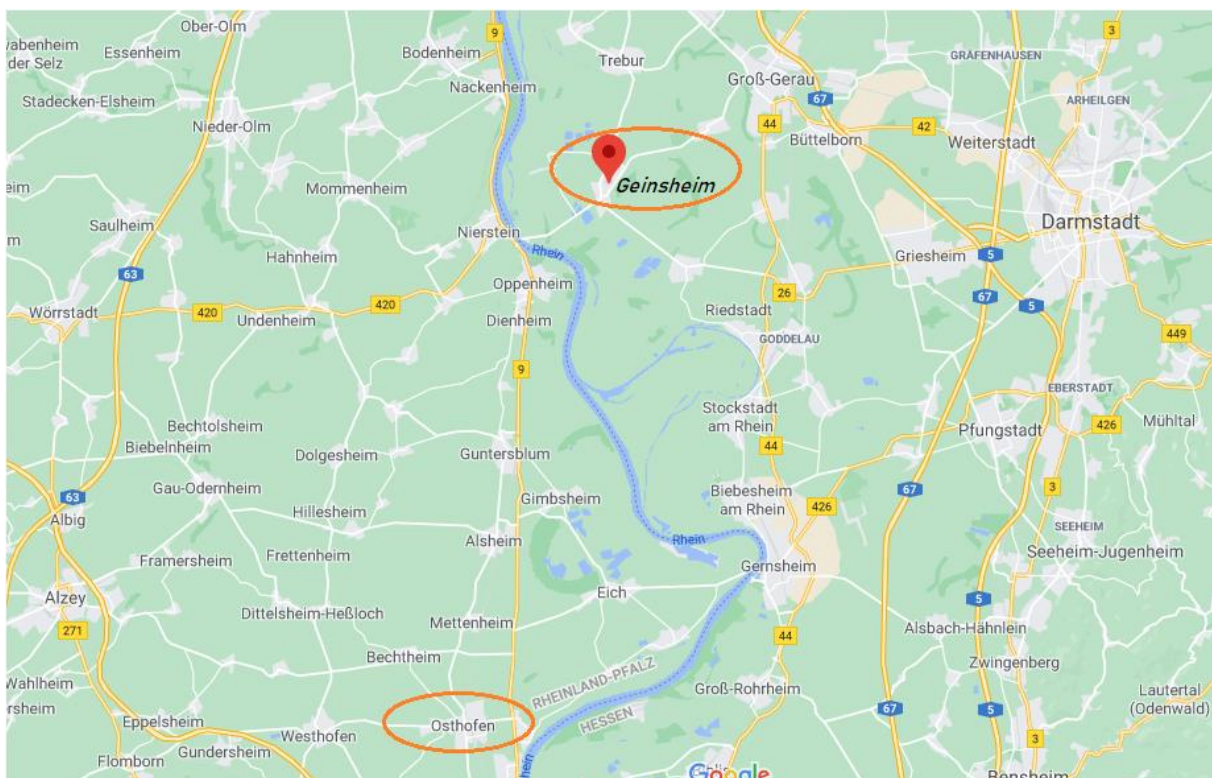 Ober-Olm
wabenheim
der Selz
Essenheim
Bodenheim
9
Trebur
3
GRÄFENHAUSEN
Groß-Gerau
Nackenheim
Stadecken-Elsheim
67
ARHEILGEN
Nieder-Olm
44
42
Büttelborn
Weiterstadt
Geinsheim
eim
Mommenheim
Saulheim
Darmstadt
Nierstein
m
Rhein
Hahnheim
Griesheim
5
63
Oppenheim
67
26
5
Wörrstadt
420
420
Undenheim
Dienheim
Riedstadt
GODDELAU
449
9
EBERSTADT
Stockstadt
am Rhein
Bechtolsheim
Mühltal
426
Pfungstadt
Biebelnheim
Dolgesheim
Guntersblum
44
Gau-Odernheim
Gimbsheim
Biebesheim
am Rhein
67
3
63
426
Albig
Hillesheim
SEEHEIM
Alsheim
Rhein
Frettenheim
Framersheim
Seeheim-Jugenheim
Gernsheim
Alzey
Eich
5
Dittelsheim-Heßloch
271
Mettenheim
44
Alsbach-Hähnlein
Bechtheim
Zwingenberg
Wahlheim
ersheim
RHEINLAND-PFALZ
HESSEN
Groß-Rohrheim
Lautertal
(Odenwald)
67
5
Eppelsheim
Westhofen
Osthofen
3
Gundersheim
hein
Flomborn
Google
Bensheim